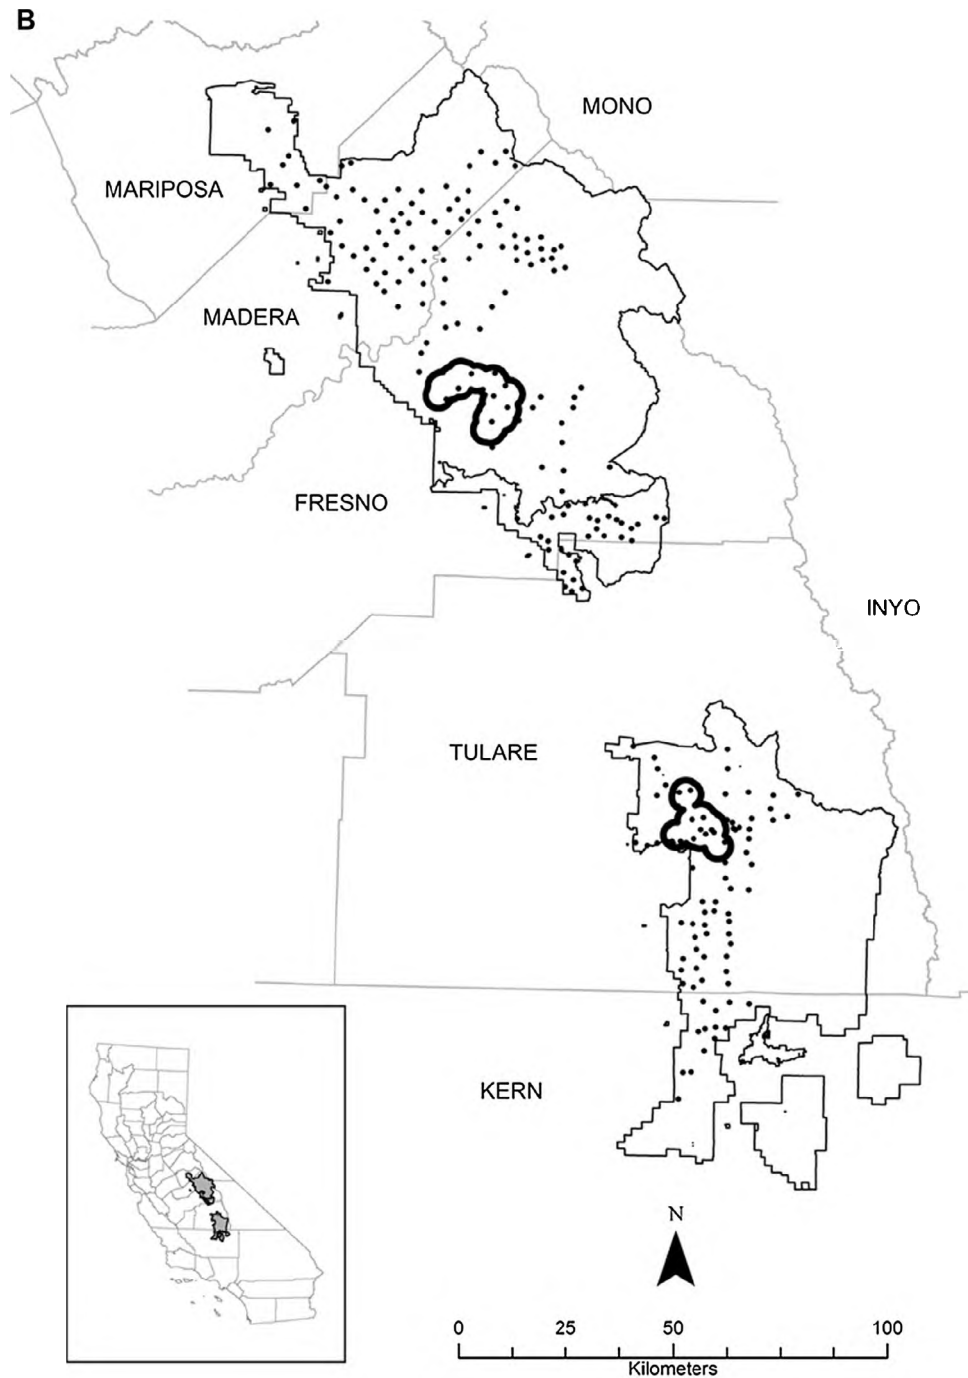 B
MONO
MARIPOSA
MADERA
FRESNO
INYO
TULARE
KERN
N
0 25 50 100
Kilometers